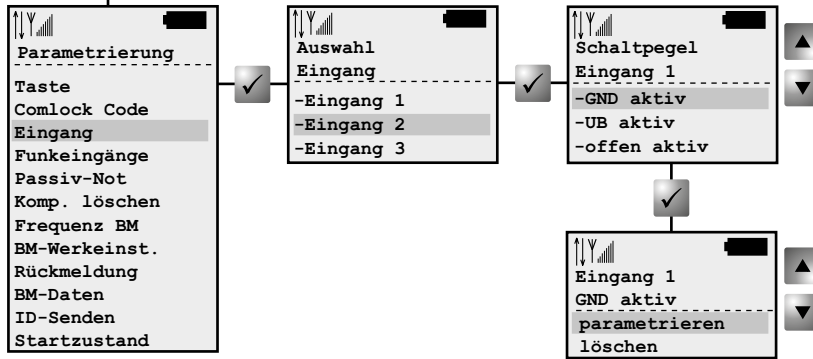 Parametrierung
Taste
Comlock Code
Eingang
Funkeingänge
Passiv-Not
Komp. löschen
Frequenz BM
BM-Werkeinst.
Rückmeldung
BM-Daten
ID-Senden
Startzustand
Auswahl
Eingang
-Eingang 1
-Eingang 2
-Eingang 3
Schaltpegel
Eingang 1
-GND aktiv
-UB aktiv
-offen aktiv
Eingang 1
GND aktiv
parametrieren
löschen